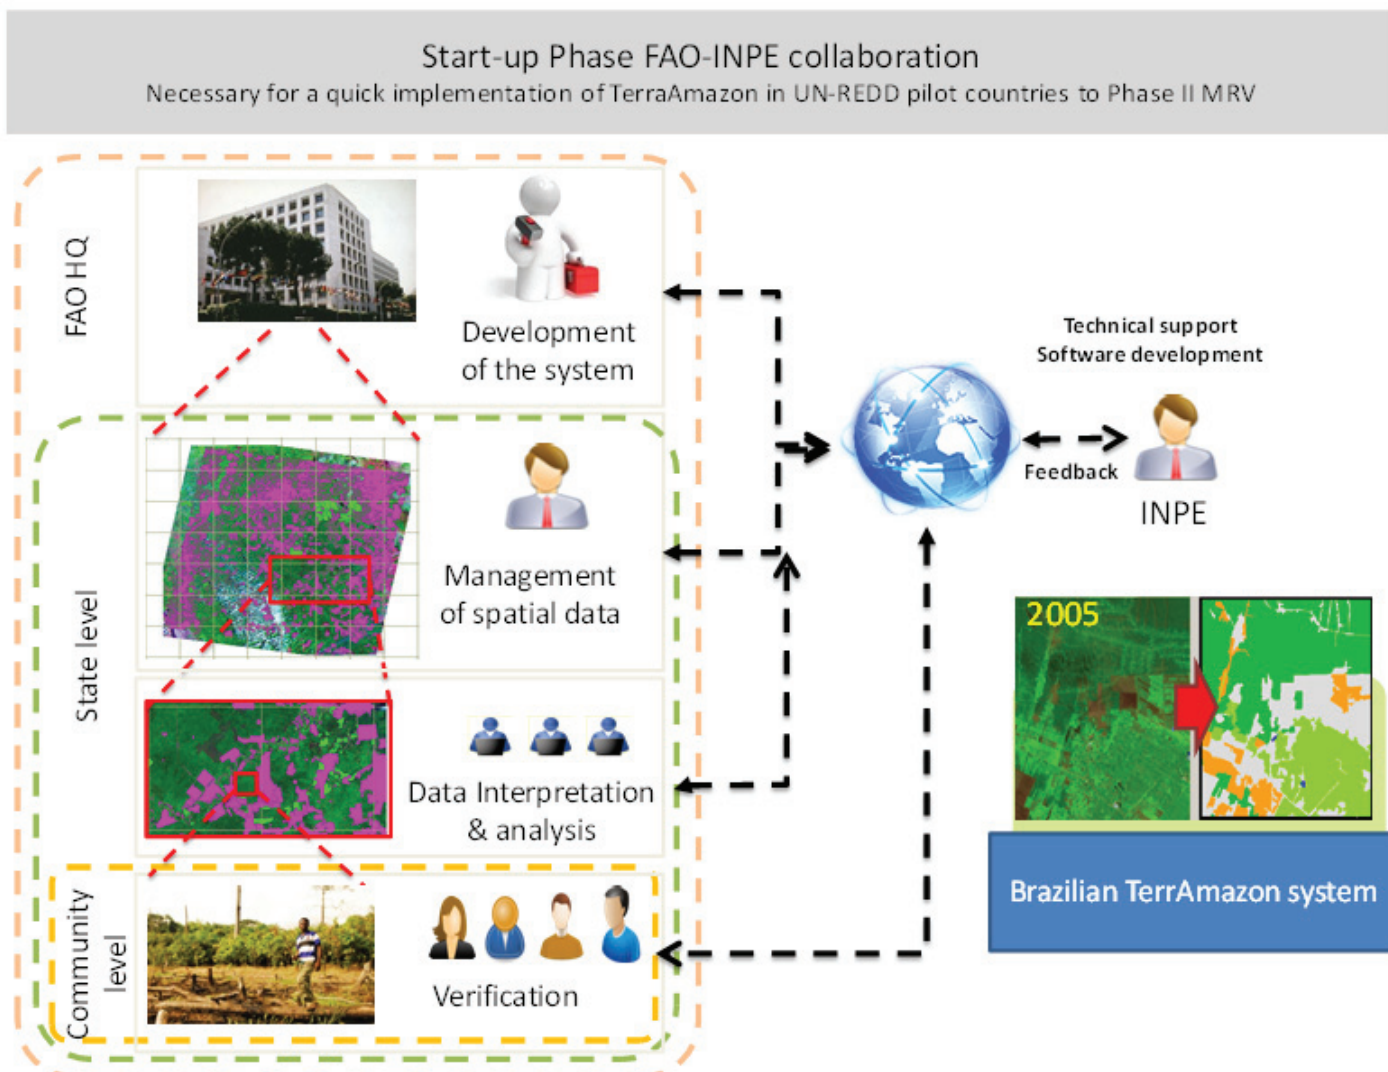 Start-up Phase FAO-INPE collaboration
Necessary for a quick implementation of TerraAmazon in UN-REDD pilot countries to Phase II MRV
FAO HQ
Development
of the system
Technical support
Software development
Feedback
INPE
State level
Management
of spatial data
Data Interpretation
& analysis
2005
Brazilian TerrAmazon system
Community
level
Verification